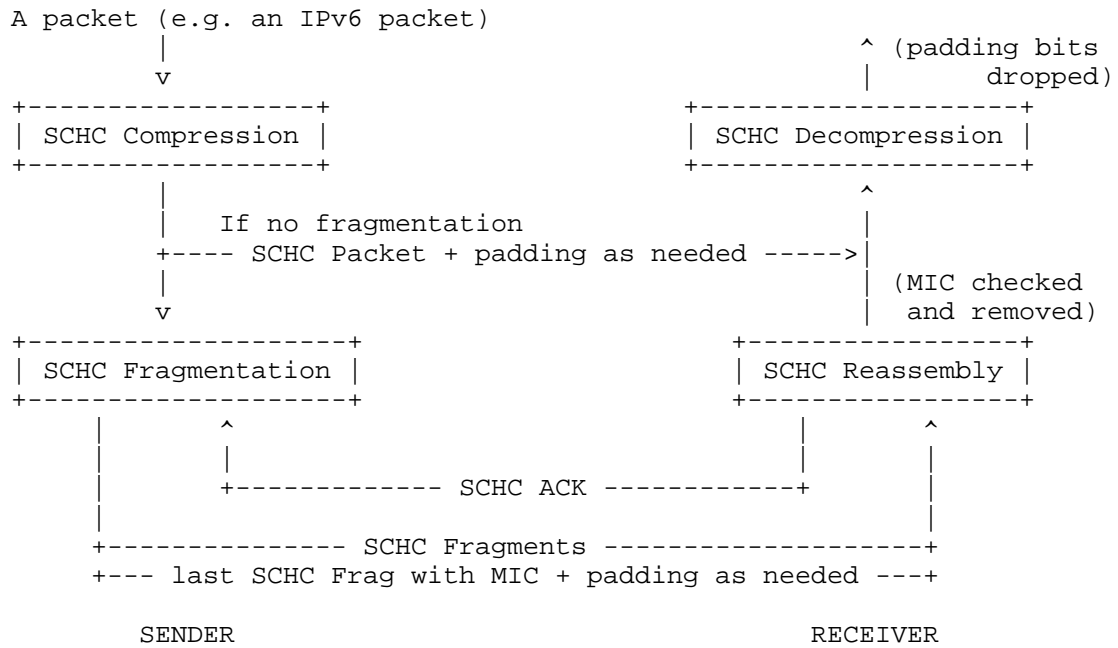 A packet (e.g. an IPv6 packet)
^ (padding bits
v | dropped)
SCHC Compression SCHC Decompression
If no fragmentation
SCHC Packet + padding as needed
(MIC checked
v and removed)
SCHC Fragmentation SCHC Reassembly
SCHC ACK
SCHC Fragments
last SCHC Frag with MIC + padding as needed
SENDER RECEIVER